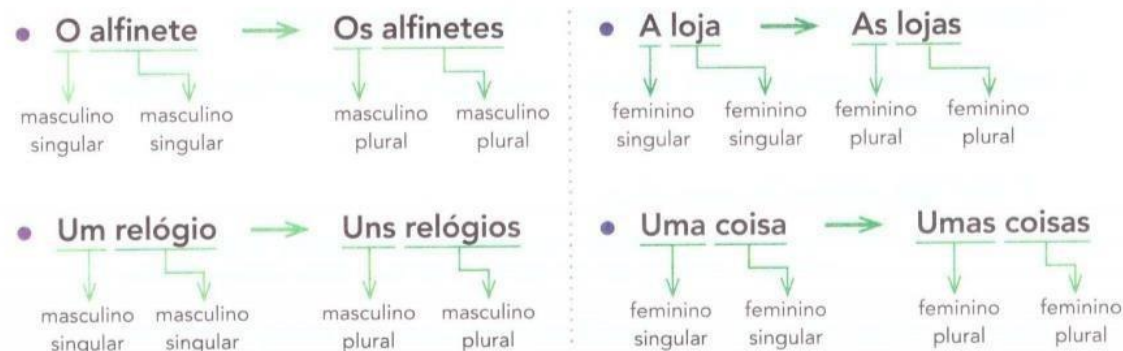 • O alfinete → Os alfinetes
masculino singular masculino singular masculino plural masculino plural
• A loja → As lojas
feminino singular feminino singular feminino plural feminino plural
• Um relógio → Uns relógios
masculino singular masculino singular masculino plural masculino plural
• Uma coisa → Umas coisas
feminino singular feminino singular feminino plural feminino plural